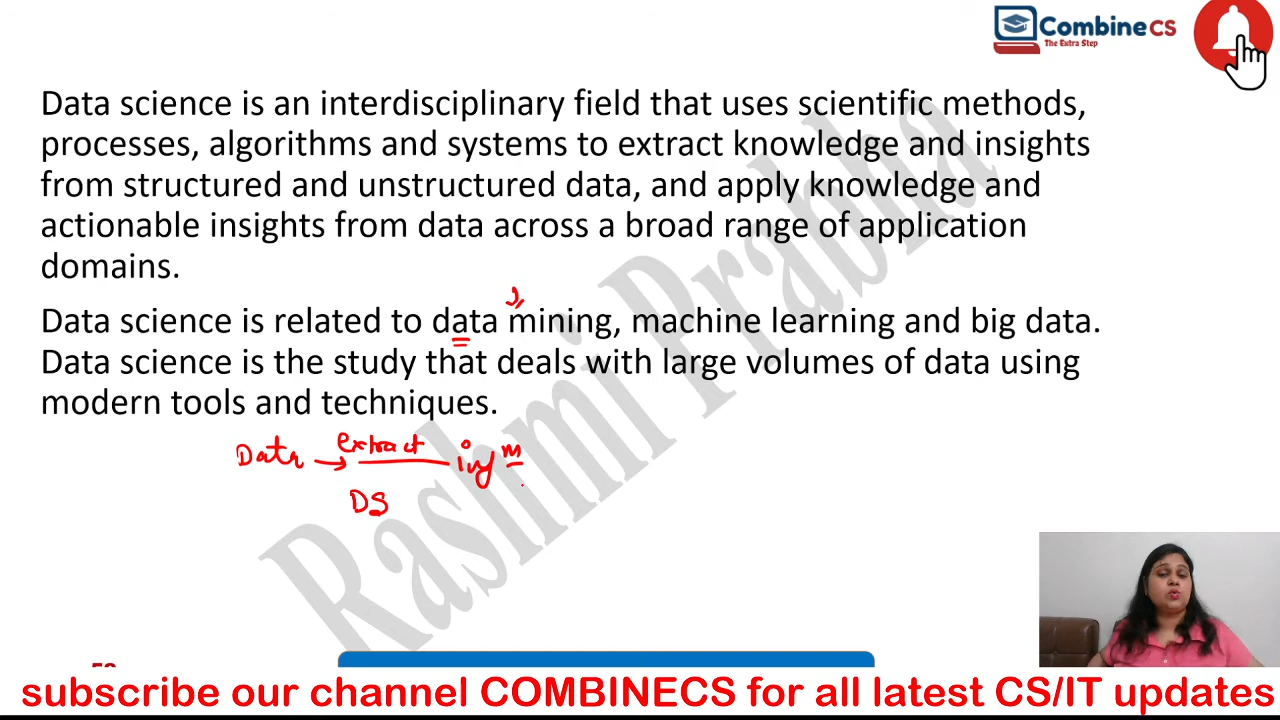 Combine CS
The Extra Step
Data science is an interdisciplinary field that uses scientific methods,
processes, algorithms and systems to extract knowledge and insights
from structured and unstructured data, and apply knowledge and
actionable insights from data across a broad range of application
domains.
Data science is related to data mining, machine learning and big data.
Data science is the study that deals with large volumes of data using
modern tools and techniques.
Data → extract
DS
Rashmi Prabha
subscribe our channel COMBINECS for all latest CS/IT updates